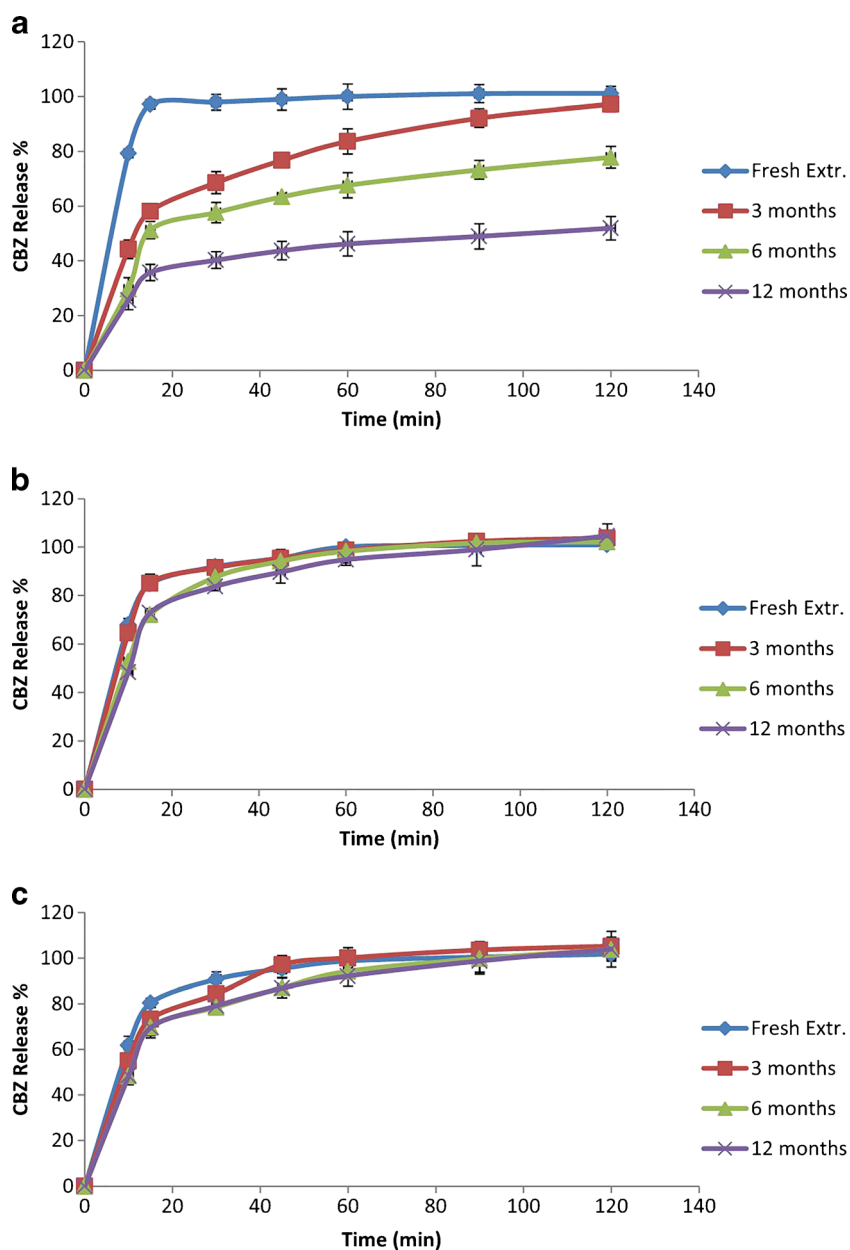 a
120
100
80
60
40
20
0
CBZ Release %
0 20 40 60 80 100 120 140
Time (min)
Fresh Extr.
3 months
6 months
12 months
b
120
100
80
60
40
20
0
CBZ Release %
0 20 40 60 80 100 120 140
Time (min)
Fresh Extr.
3 months
6 months
12 months
c
120
100
80
60
40
20
0
CBZ Release %
0 20 40 60 80 100 120 140
Time (min)
Fresh Extr.
3 months
6 months
12 months